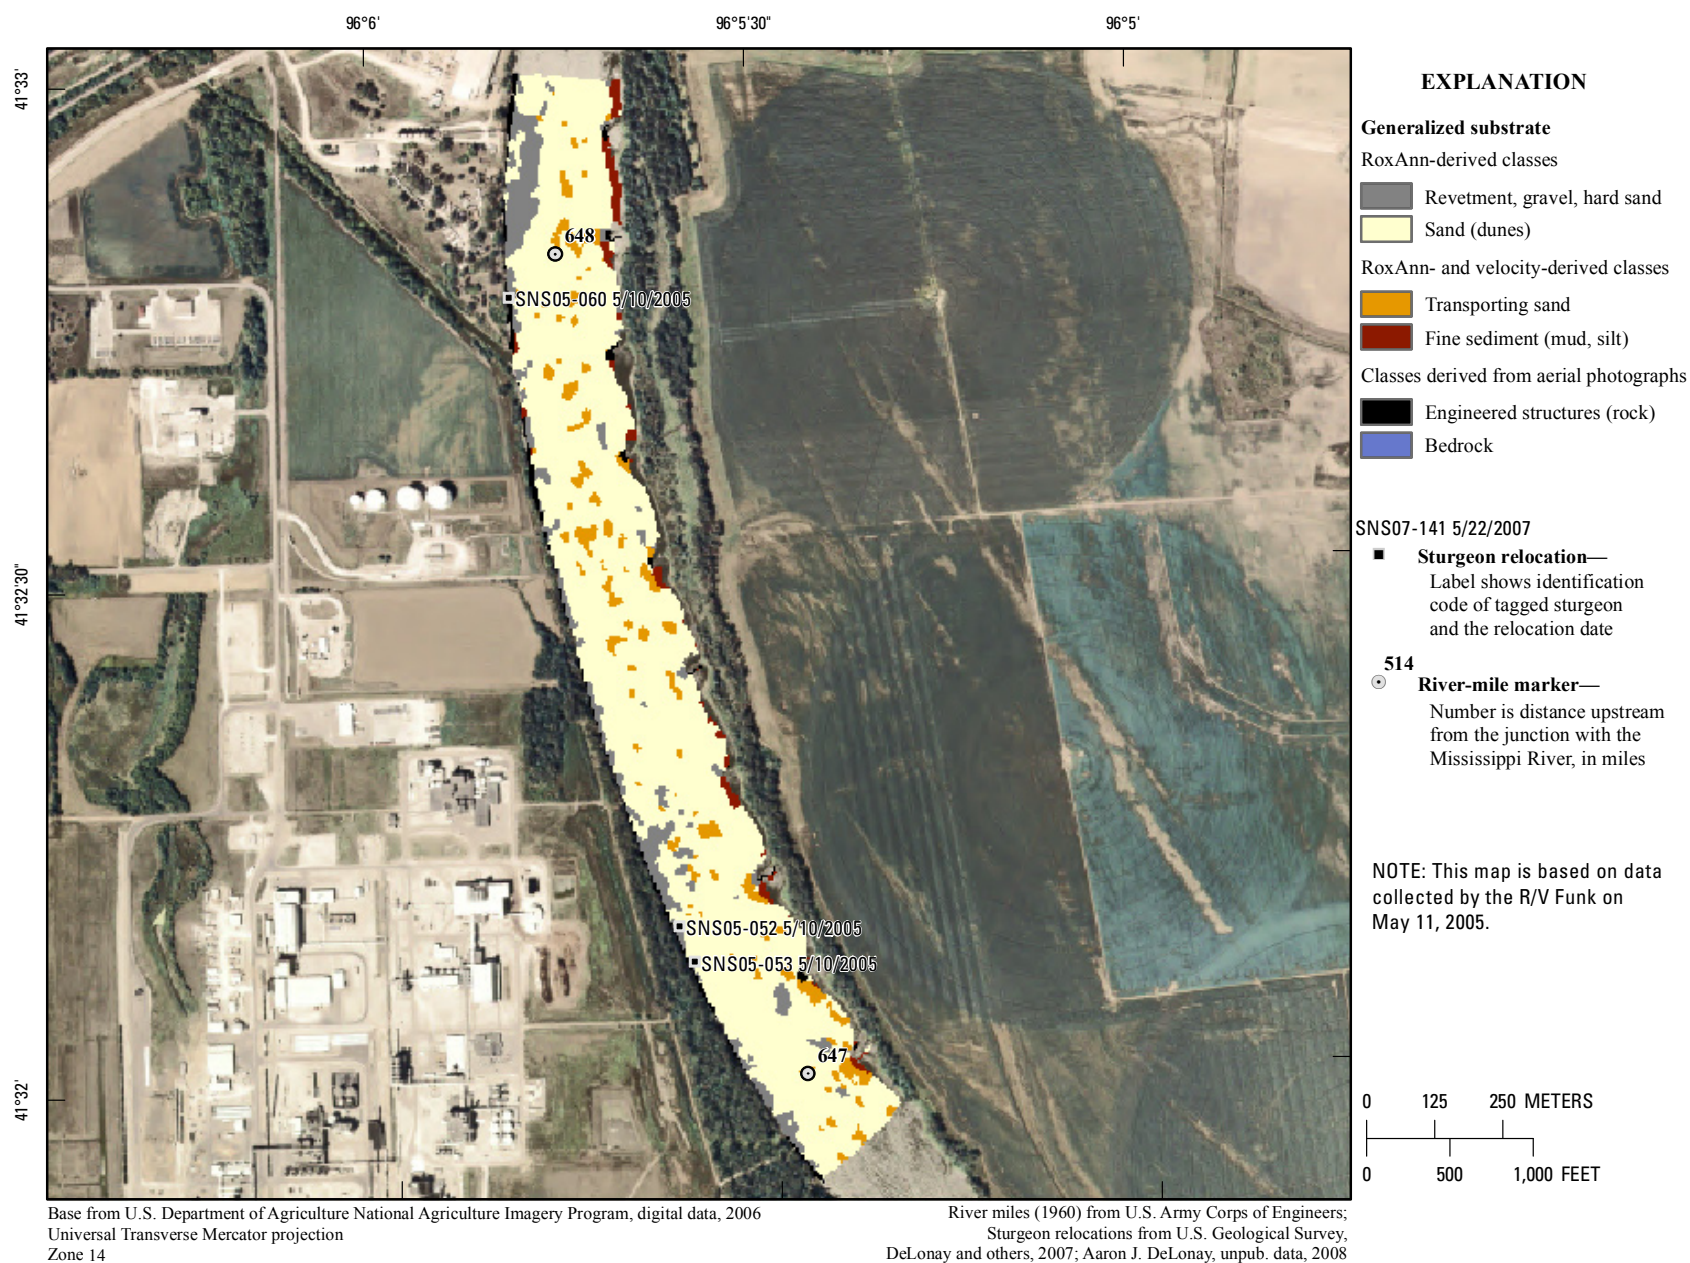 96°6'
96°5'30"
96°5'
41°33'
41°32'30"
41°32'
648
SNS05-060 5/10/2005
SNS05-052 5/10/2005
SNS05-053 5/10/2005
647
EXPLANATION
Generalized substrate
RoxAnn-derived classes
Revetment, gravel, hard sand
Sand (dunes)
RoxAnn- and velocity-derived classes
Transporting sand
Fine sediment (mud, silt)
Classes derived from aerial photographs
Engineered structures (rock)
Bedrock
SNS07-141 5/22/2007
Sturgeon relocation—
Label shows identification
code of tagged sturgeon
and the relocation date
514
River-mile marker—
Number is distance upstream
from the junction with the
Mississippi River, in miles
NOTE: This map is based on data
collected by the R/V Funk on
May 11, 2005.
0 125 250 METERS
0 500 1,000 FEET
Base from U.S. Department of Agriculture National Agriculture Imagery Program, digital data, 2006
Universal Transverse Mercator projection
Zone 14
River miles (1960) from U.S. Army Corps of Engineers;
Sturgeon relocations from U.S. Geological Survey,
DeLonay and others, 2007; Aaron J. DeLonay, unpub. data, 2008